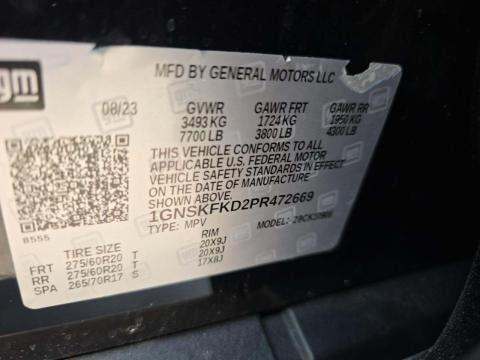 gm
MFD BY GENERAL MOTORS LLC
08/23 GVWR GAWR FRT GAWR RR
3493 KG 1724 KG 1950 KG
7700 LB 3800 LB 4300 LB
THIS VEHICLE CONFORMS TO ALL
APPLICABLE U.S. FEDERAL MOTOR
VEHICLE SAFETY STANDARDS IN
EFFECT ON THE DATE OF
MANUFACTURE SHOWN ABOVE.
1GNSKFKD2PR472669
TYPE: MPV MODEL:
8555
TIRE SIZE RIM
FRT 275/60R20 T 20X9J
RR 275/60R20 T 20X9J
SPA 265/70R17 S 17X8J